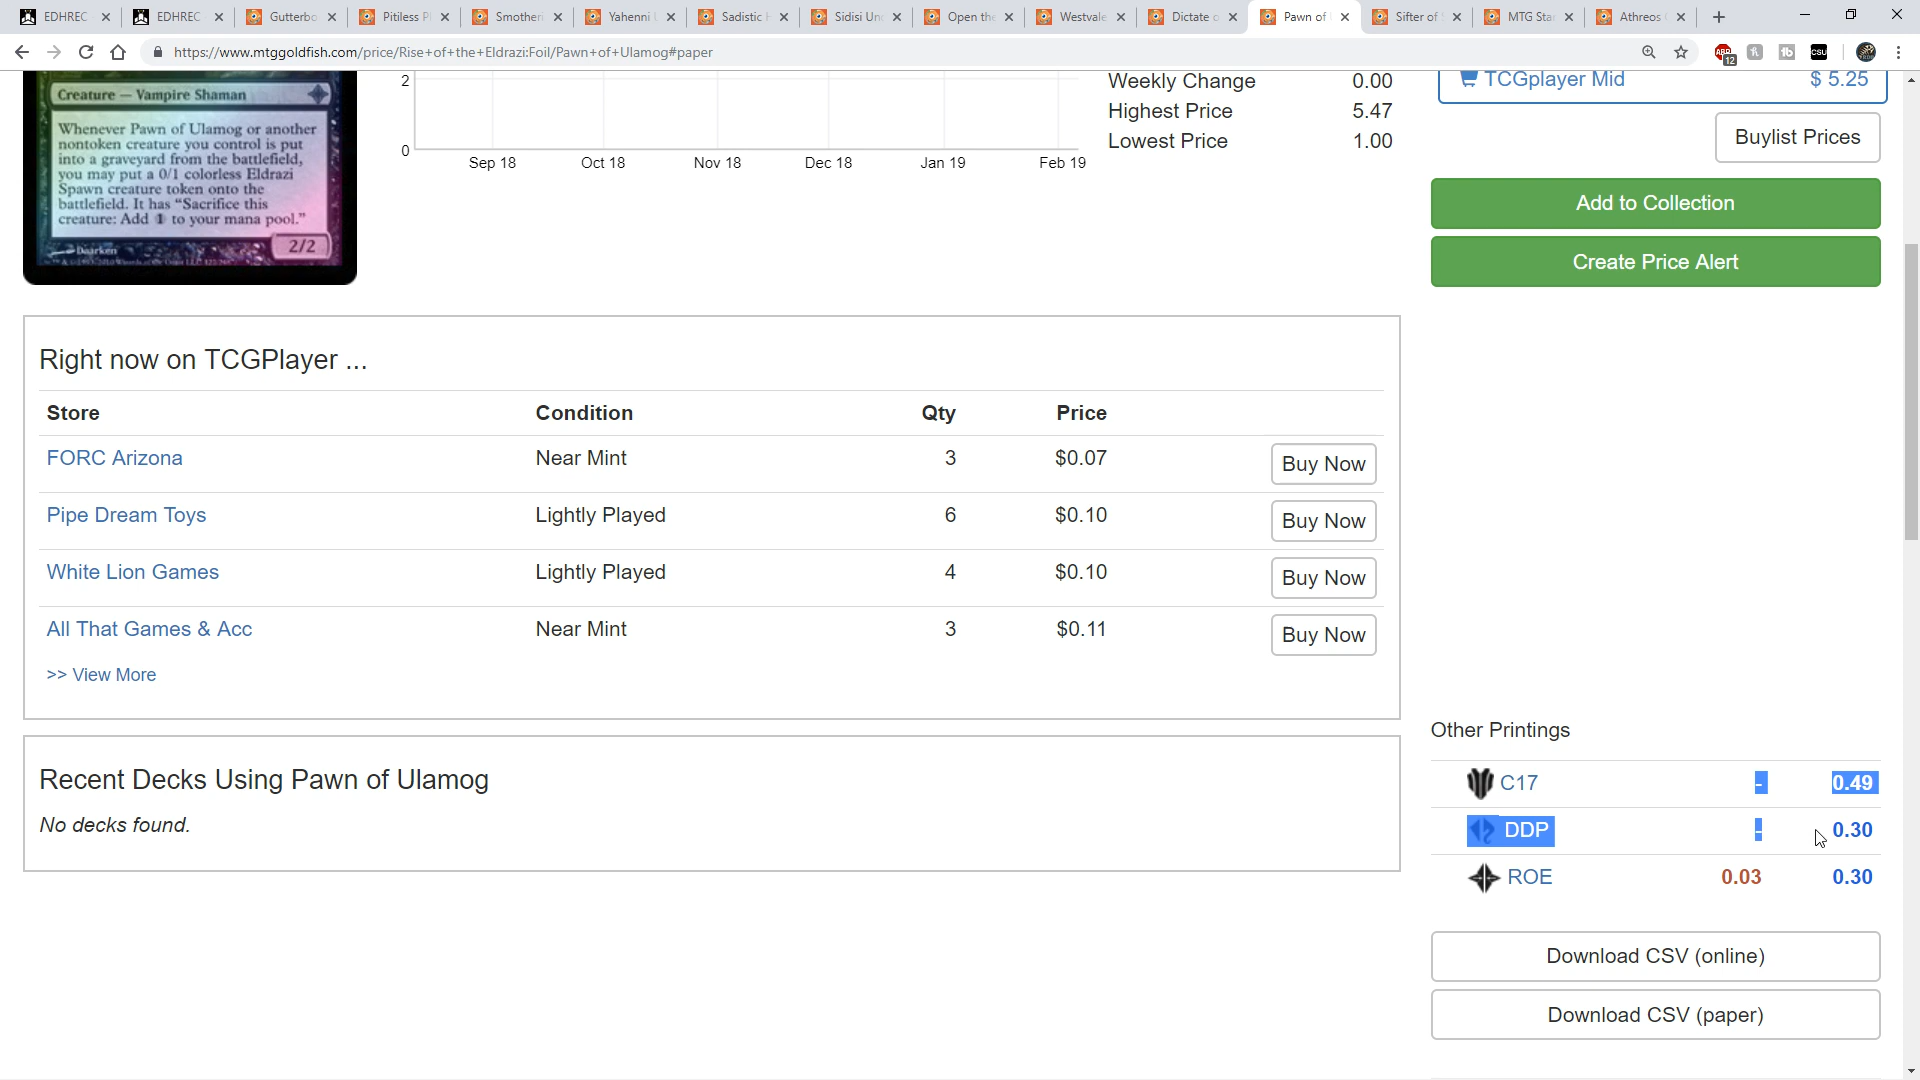 EDHREC
EDHREC
Gutterbo
Pitiless P
Smotheri
Yahenni
Sadistic H
Sidisi Un
Open the
Westvale
Dictate o
Pawn of
Sifter of S
MTG Sta
Athreos
https://www.mtggoldfish.com/price/Rise+of+the+Eldrazi:Foil/Pawn+of+Ulamog#paper
ABP
12
tb
CSU
Creature — Vampire Shaman
Whenever Pawn of Ulamog or another
nontoken creature you control is put
into a graveyard from the battlefield,
you may put a 0/1 colorless Eldrazi
Spawn creature token onto the
battlefield. It has “Sacrifice this
creature: Add 1 to your mana pool.”
Daarken
2/2
2
0
Sep 18
Oct 18
Nov 18
Dec 18
Jan 19
Feb 19
Weekly Change 0.00
Highest Price 5.47
Lowest Price 1.00
TCGplayer Mid $ 5.25
Buylist Prices
Add to Collection
Create Price Alert
Right now on TCGPlayer ...
Store Condition Qty Price
FORC Arizona Near Mint 3 $0.07 Buy Now
Pipe Dream Toys Lightly Played 6 $0.10 Buy Now
White Lion Games Lightly Played 4 $0.10 Buy Now
All That Games & Acc Near Mint 3 $0.11 Buy Now
>> View More
Recent Decks Using Pawn of Ulamog
No decks found.
Other Printings
C17 - 0.49
DDP - 0.30
ROE 0.03 0.30
Download CSV (online)
Download CSV (paper)